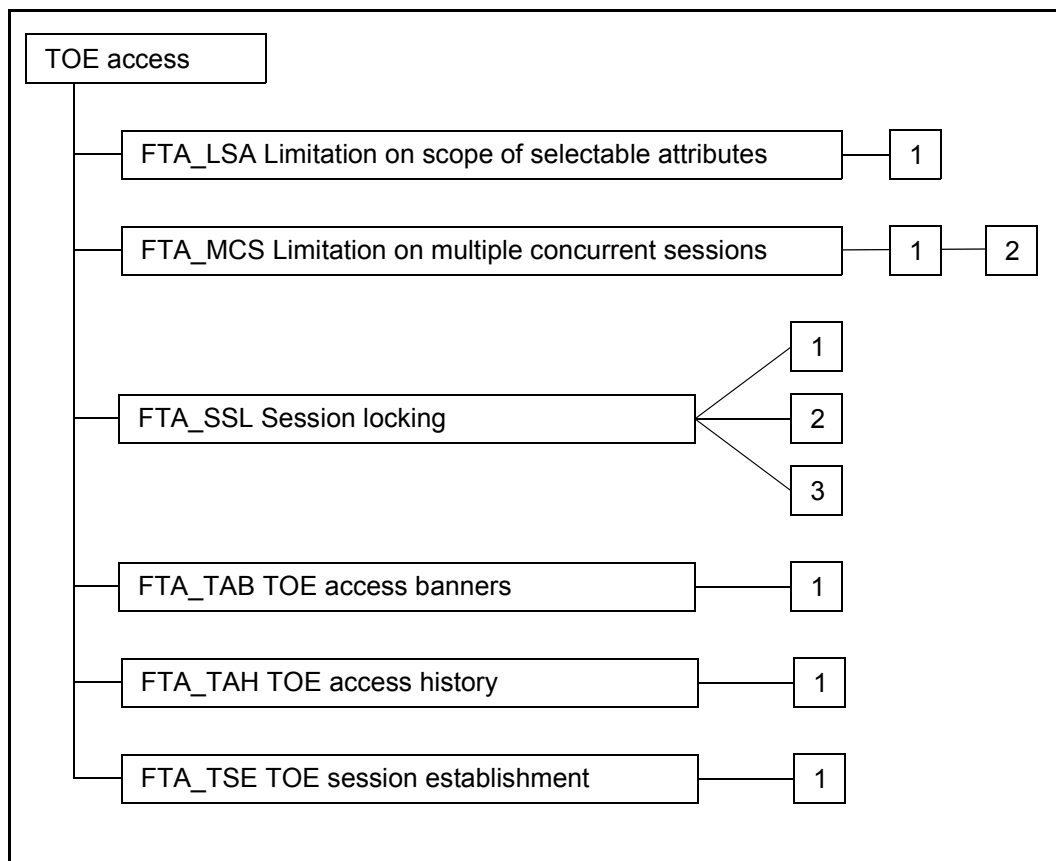 TOE access
FTA_LSA Limitation on scope of selectable attributes 1
FTA_MCS Limitation on multiple concurrent sessions 1 2
1
FTA_SSL Session locking 2
3
FTA_TAB TOE access banners 1
FTA_TAH TOE access history 1
FTA_TSE TOE session establishment 1